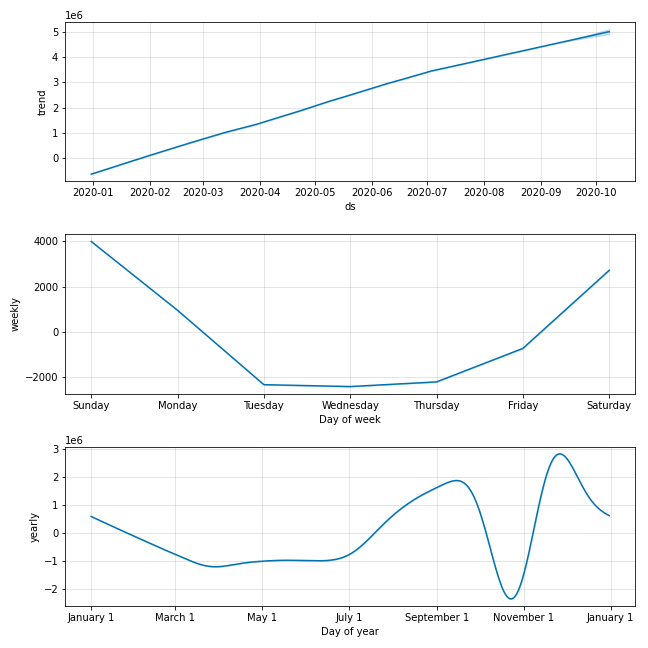 1e6
5
4
3
2
1
0
trend
2020-01 2020-02 2020-03 2020-04 2020-05 2020-06 2020-07 2020-08 2020-09 2020-10
ds
4000
2000
0
−2000
weekly
Sunday Monday Tuesday Wednesday Thursday Friday Saturday
Day of week
1e6
3
2
1
0
−1
−2
yearly
January 1 March 1 May 1 July 1 September 1 November 1 January 1
Day of year